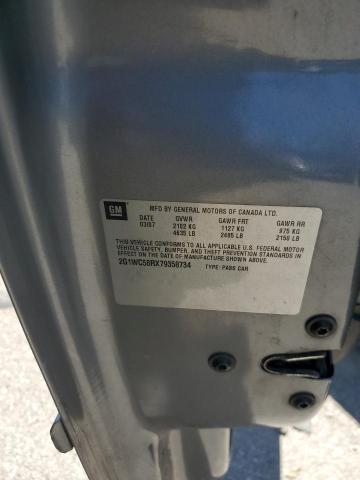 GM
MFD BY GENERAL MOTORS OF CANADA LTD.
DATE GVWR GAWR FRT GAWR RR
03/07 2102 KG 1127 KG 975 KG
4635 LB 2485 LB 2150 LB
THIS VEHICLE CONFORMS TO ALL APPLICABLE U.S. FEDERAL MOTOR
VEHICLE SAFETY, BUMPER, AND THEFT PREVENTION STANDARDS IN
EFFECT ON THE DATE OF MANUFACTURE SHOWN ABOVE.
2G1WC58RX79358734 TYPE: PASS CAR